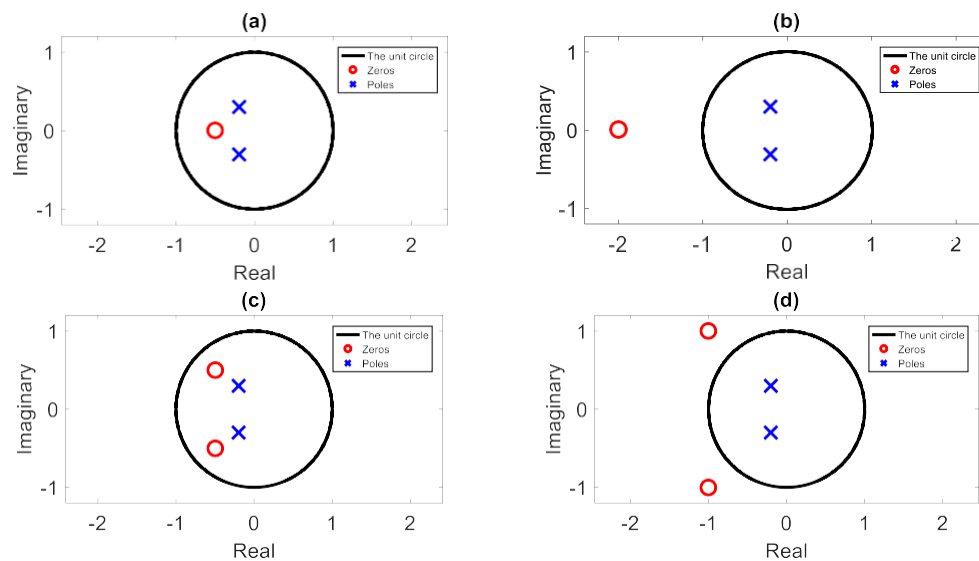 (a)
1
0
-1
Imaginary
The unit circle
Zeros
Poles
-2 -1 0 1 2
Real
(b)
1
0
-1
Imaginary
The unit circle
Zeros
Poles
-2 -1 0 1 2
Real
(c)
1
0
-1
Imaginary
The unit circle
Zeros
Poles
-2 -1 0 1 2
Real
(d)
1
0
-1
Imaginary
The unit circle
Zeros
Poles
-2 -1 0 1 2
Real